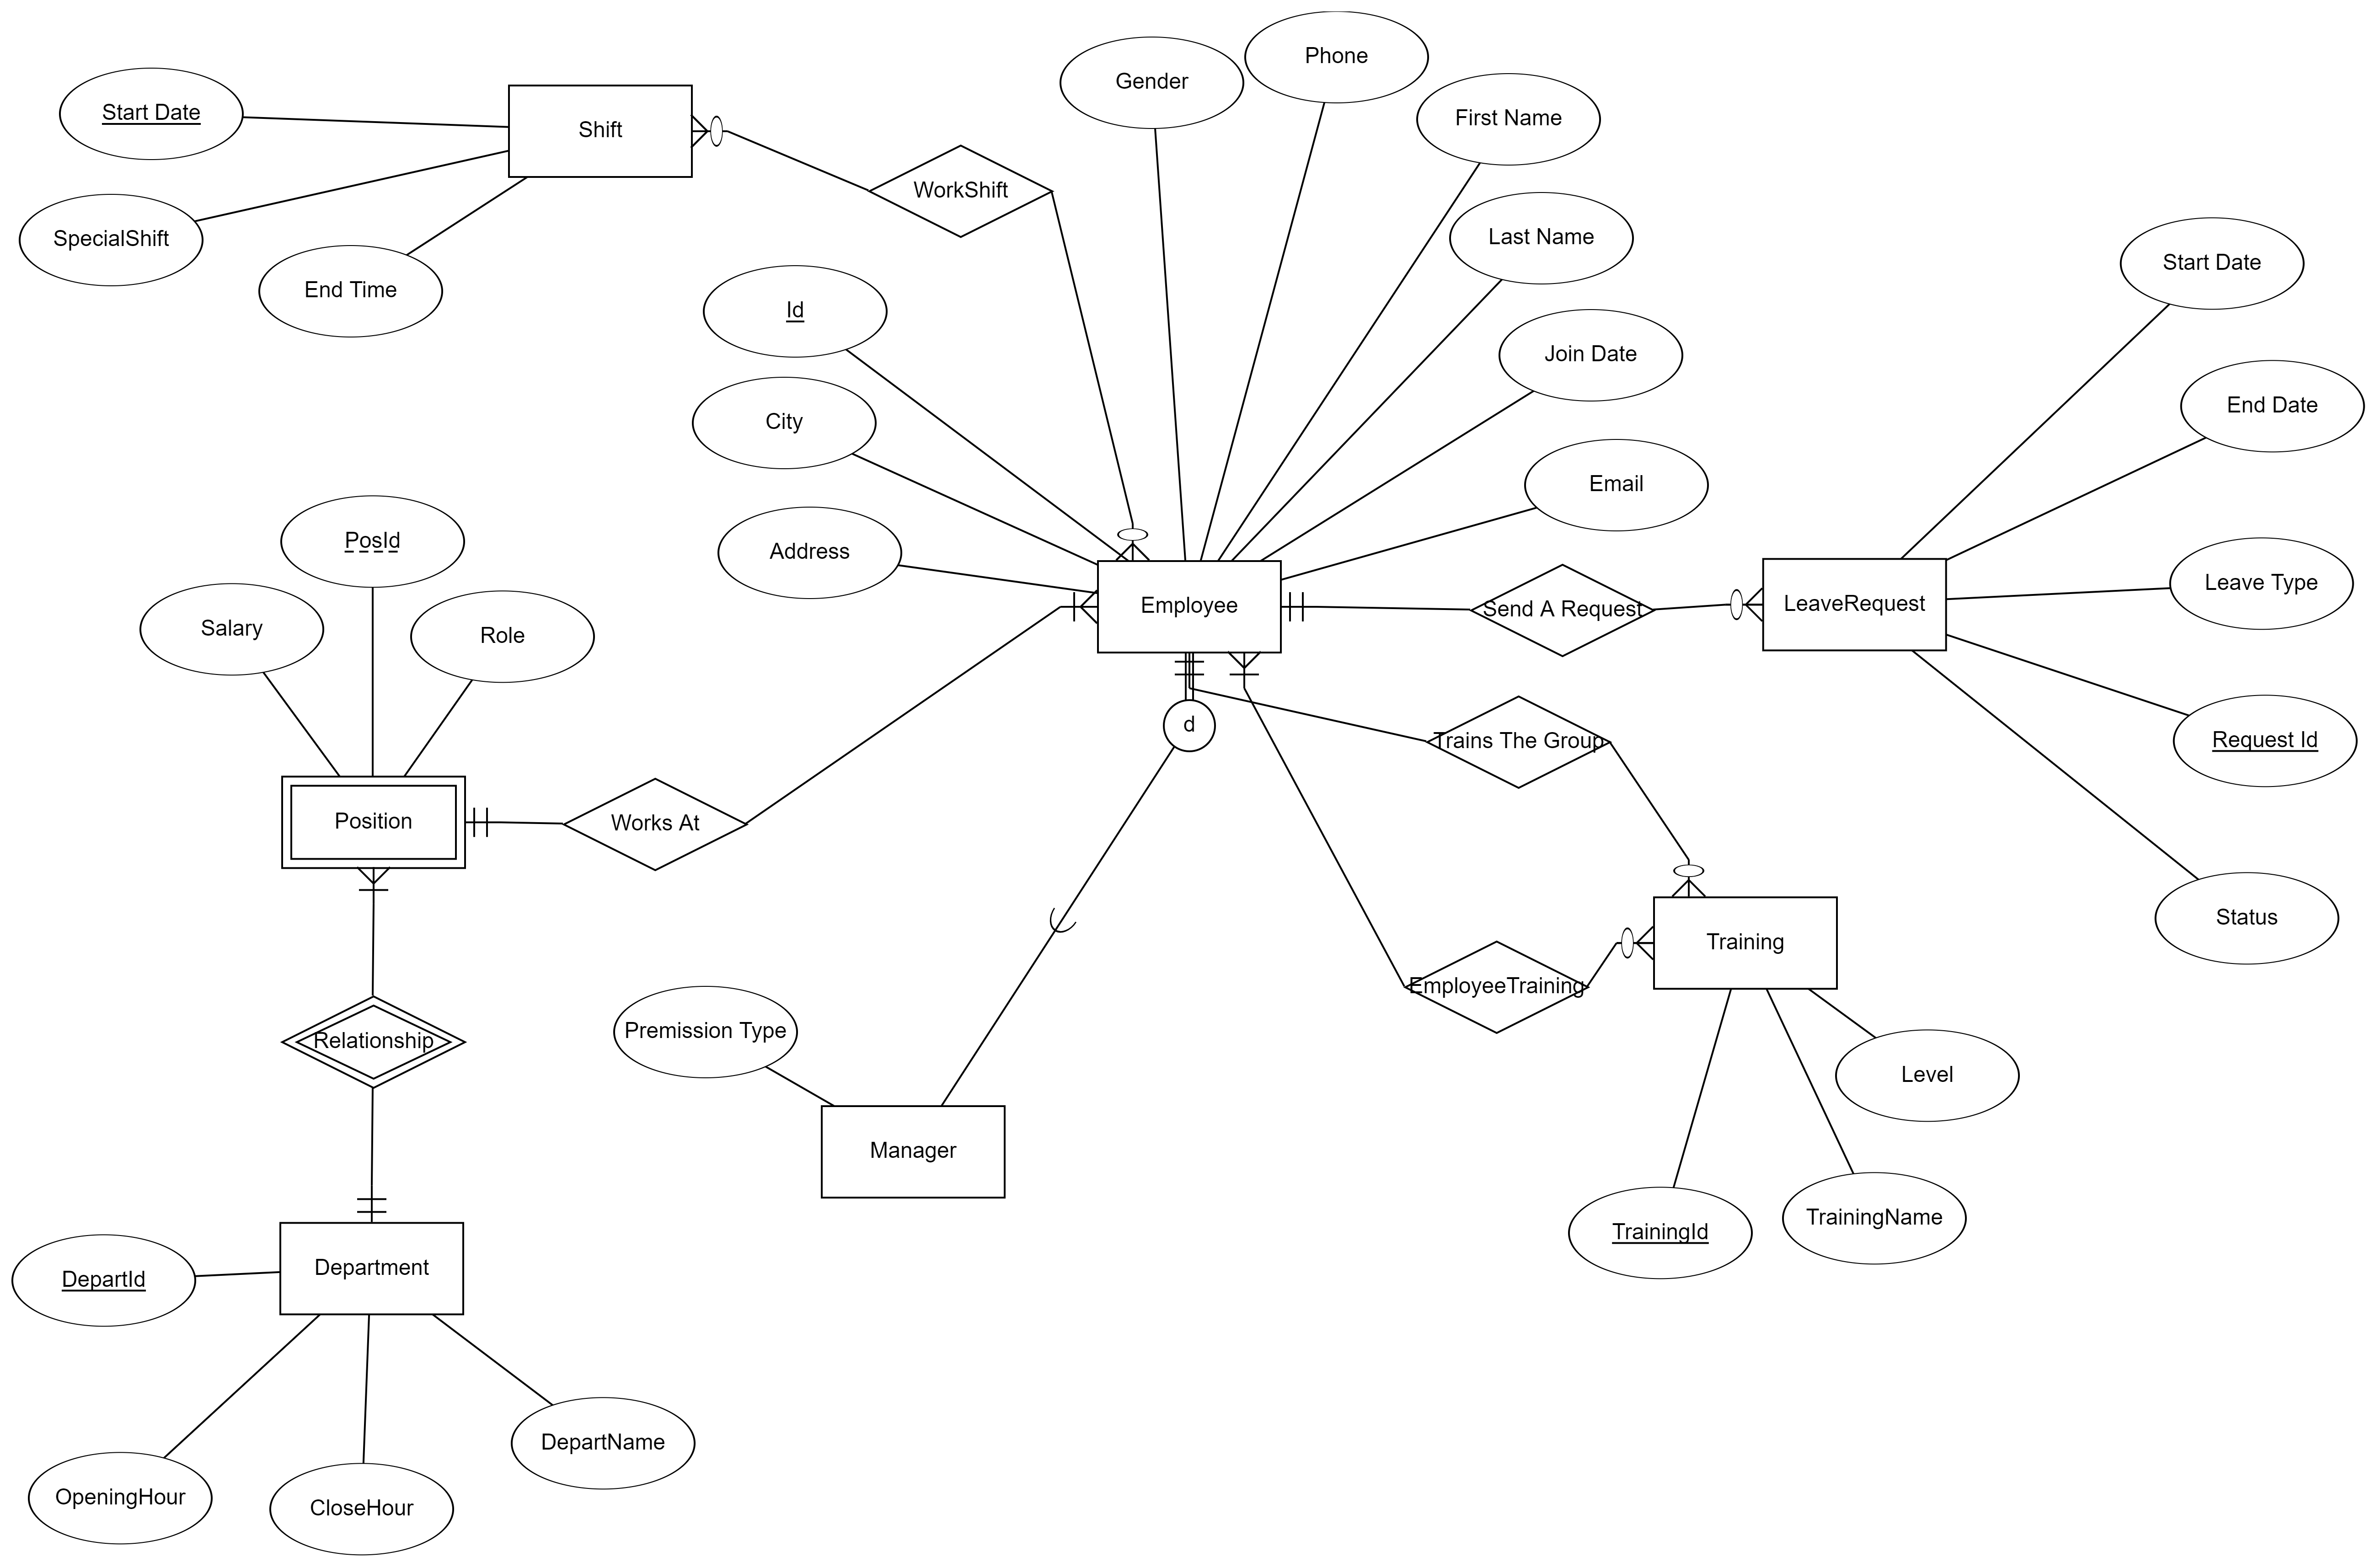 Phone
Gender
Start Date
First Name
Shift
WorkShift
Last Name
SpecialShift
Start Date
End Time
Id
Join Date
End Date
City
Email
PosId
Address
Leave Type
Employee
LeaveRequest
Send A Request
Salary
Role
d
Trains The Group
Request Id
Position
Works At
Status
Training
EmployeeTraining
Premission Type
Relationship
Level
Manager
TrainingName
TrainingId
Department
DepartId
DepartName
OpeningHour
CloseHour